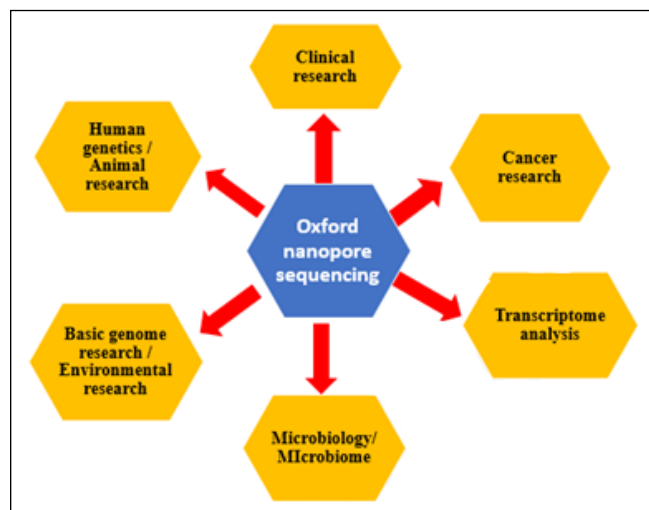 Clinical
research
Human
genetics /
Animal
research
Cancer
research
Oxford
nanopore
sequencing
Basic genome
research /
Environmental
research
Transcriptome
analysis
Microbiology/
MIcrobiome